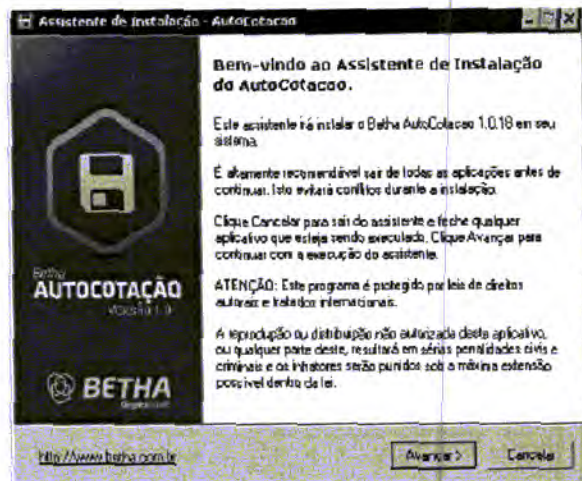 Assistente de Instalação - AutoCotacao
Bem-vindo ao Assistente de Instalação
do AutoCotacao.
Este assistente irá instalar o Betha AutoCotacao 1.0.18 em seu
sistema.
É altamente recomendável sair de todas as aplicações antes de
continuar. Isto evitará conflitos durante a instalação.
Clique Cancelar para sair do assistente e feche qualquer
aplicativo que esteja sendo executado. Clique Avançar para
continuar com a execução do assistente.
ATENÇÃO: Este programa é protegido por leis de direitos
autorais e tratados internacionais.
A reprodução ou distribuição não autorizada deste aplicativo,
ou qualquer parte deste, resultará em sérias penalidades civis e
criminais e os infratores serão punidos sob a máxima extensão
possível dentro da lei.
Betha
AUTOCOTAÇÃO
VERSÃO 1.0
BETHA
http://www.betha.com.br
Avançar >
Cancelar